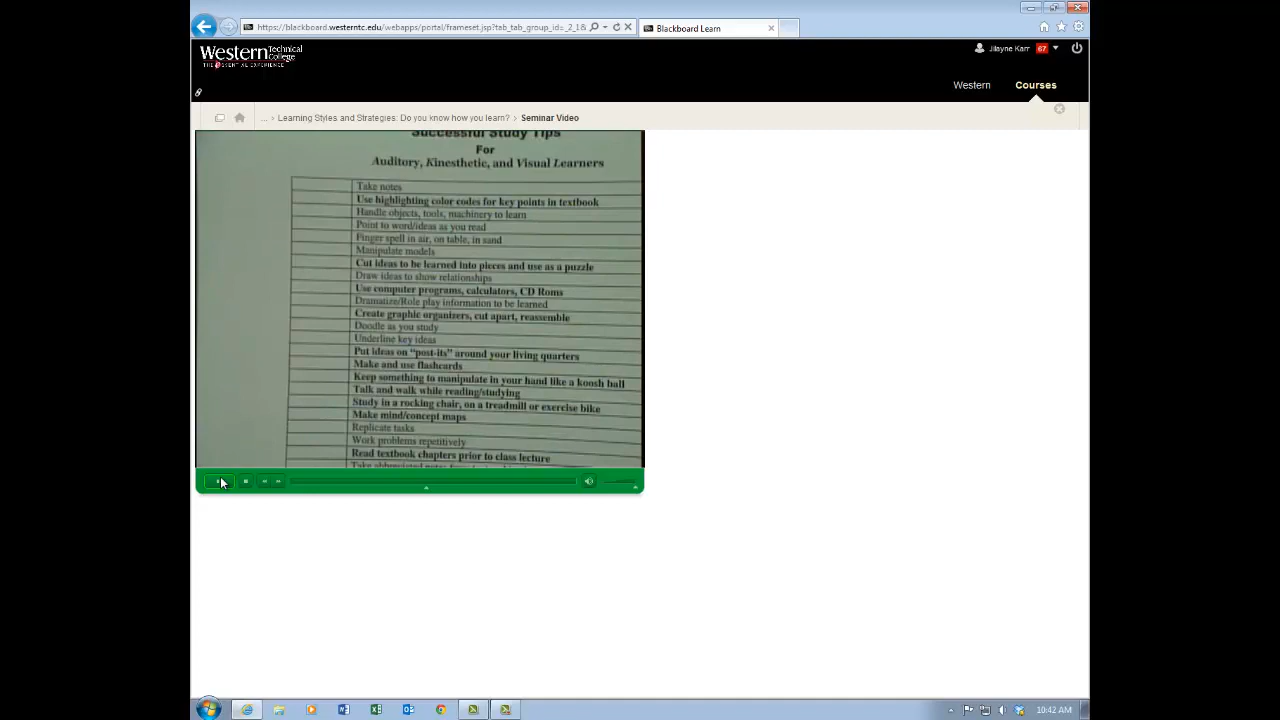 https://blackboard.westerntc.edu/webapps/portal/frameset.jsp?tab_tab_group_id=_2_1&
Blackboard Learn
Western Technical College
THE ESSENTIAL EXPERIENCE
Jilayne Karr 67
Western Courses
... › Learning Styles and Strategies: Do you know how you learn? › Seminar Video
Successful Study Tips
For
Auditory, Kinesthetic, and Visual Learners
Take notes
Use highlighting color codes for key points in textbook
Handle objects, tools, machinery to learn
Point to word/ideas as you read
Finger spell in air, on table, in sand
Manipulate models
Cut ideas to be learned into pieces and use as a puzzle
Draw ideas to show relationships
Use computer programs, calculators, CD Roms
Dramatize/Role play information to be learned
Create graphic organizers, cut apart, reassemble
Doodle as you study
Underline key ideas
Put ideas on "post-its" around your living quarters
Make and use flashcards
Keep something to manipulate in your hand like a koosh ball
Talk and walk while reading/studying
Study in a rocking chair, on a treadmill or exercise bike
Make mind/concept maps
Replicate tasks
Work problems repetitively
Read textbook chapters prior to class lecture
Take abbreviated notes
10:42 AM